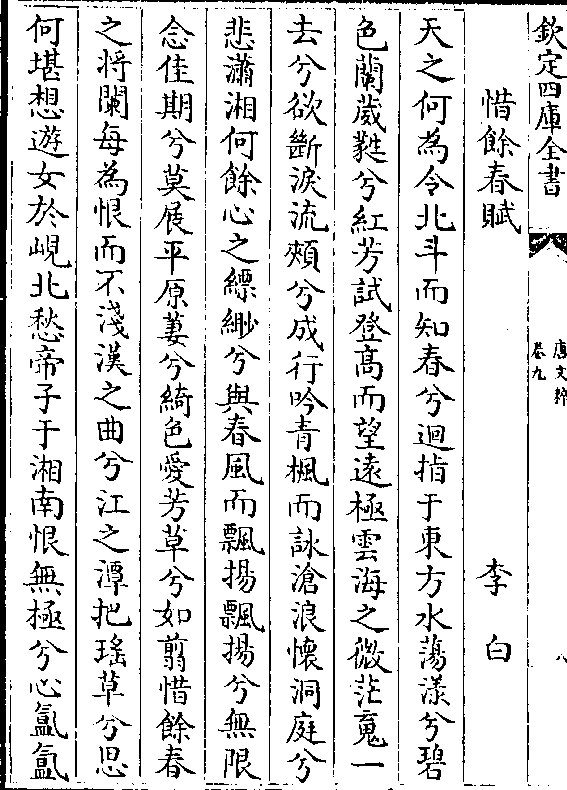 欽定四庫全書
唐文粹
卷九
八
惜餘春賦　李白
天之何為令北斗而知春兮迴指于東方水蕩漾兮碧
色蘭葳蕤兮紅芳試登髙而望遠極雲海之微茫䰟一
去兮欲斷淚流頰兮成行吟青楓而詠滄浪懷洞庭兮
悲瀟湘何餘心之縹緲兮與春風而飄揚飄揚兮無限
念佳期兮莫展平原萋兮綺色愛芳草兮如翦惜餘春
之将闌每為恨而不淺漢之曲兮江之潭把瑤草兮思
何堪想遊女於峴北愁帝子于湘南恨無極兮心氳氳